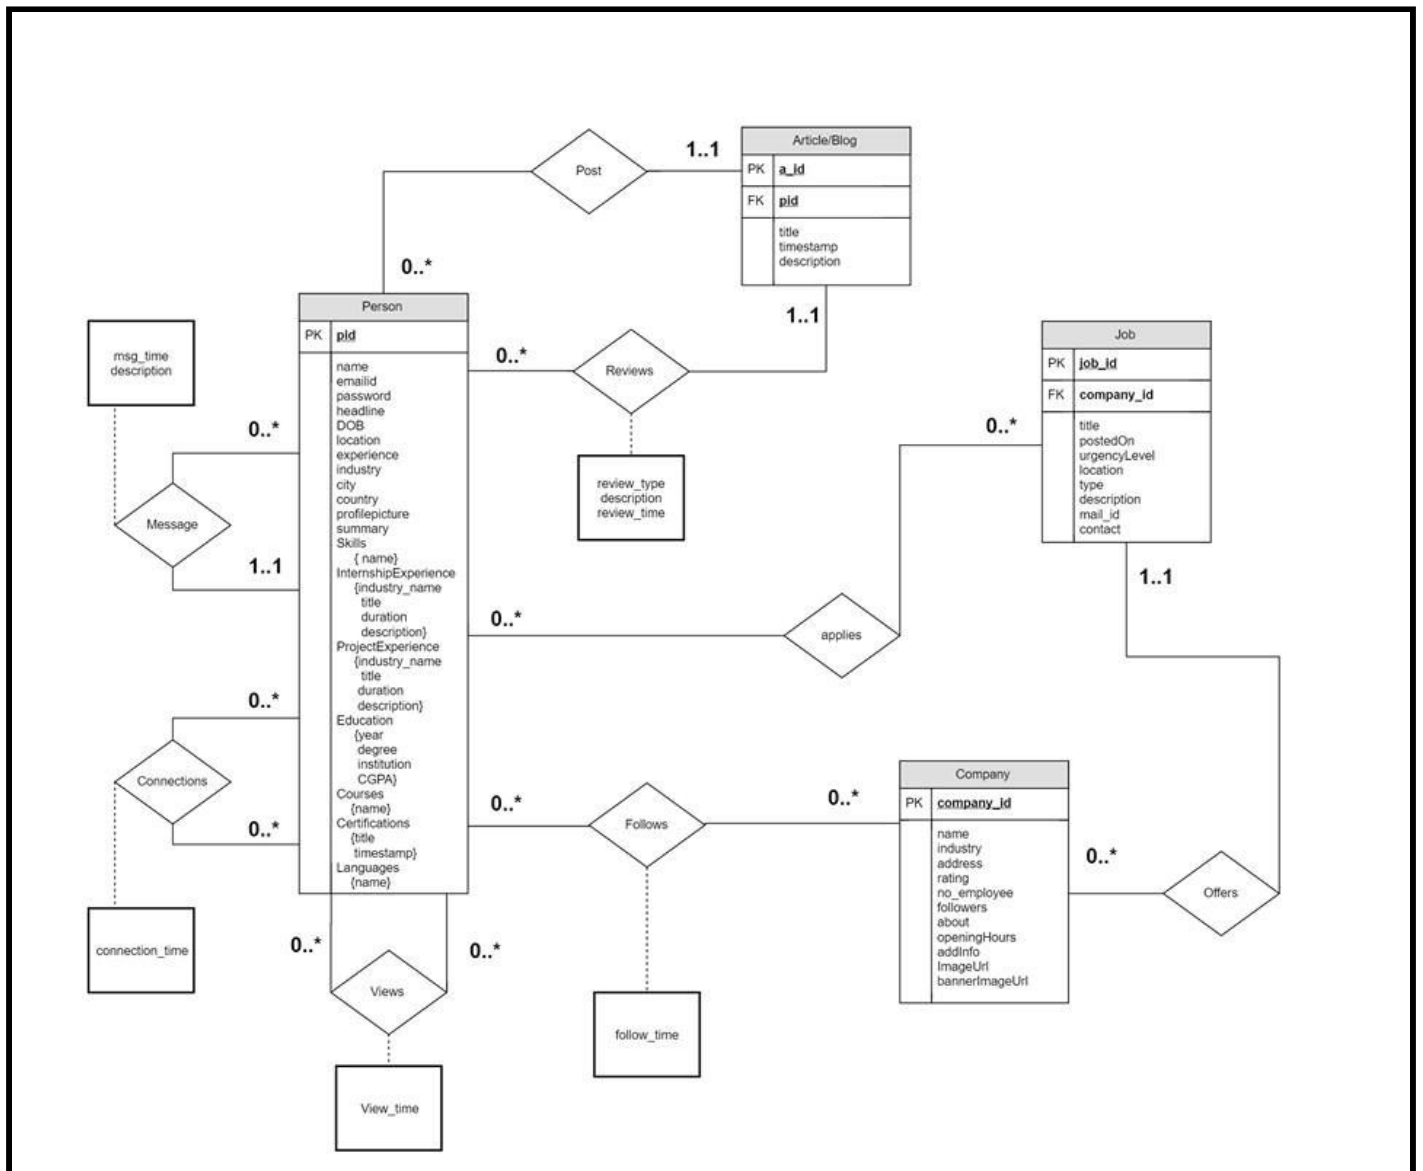 Post
1..1
0..*
Article/Blog
PK a_id
FK pid
title
timestamp
description
1..1
Person
PK pid
name
emailid
password
headline
DOB
location
experience
industry
city
country
profilepicture
summary
Skills
{ name}
InternshipExperience
{industry_name
title
duration
description}
ProjectExperience
{industry_name
title
duration
description}
Education
{year
degree
institution
CGPA}
Courses
{name}
Certifications
{title
timestamp}
Languages
{name}
msg_time
description
0..*
Message
1..1
0..*
Connections
0..*
connection_time
0..*
0..*
Views
View_time
0..*
Reviews
review_type
description
review_time
0..*
applies
0..*
Job
PK job_id
FK company_id
title
postedOn
urgencyLevel
location
type
description
mail_id
contact
1..1
0..*
Follows
0..*
follow_time
Company
PK company_id
name
industry
address
rating
no_employee
followers
about
openingHours
addInfo
ImageUrl
bannerImageUrl
0..*
Offers